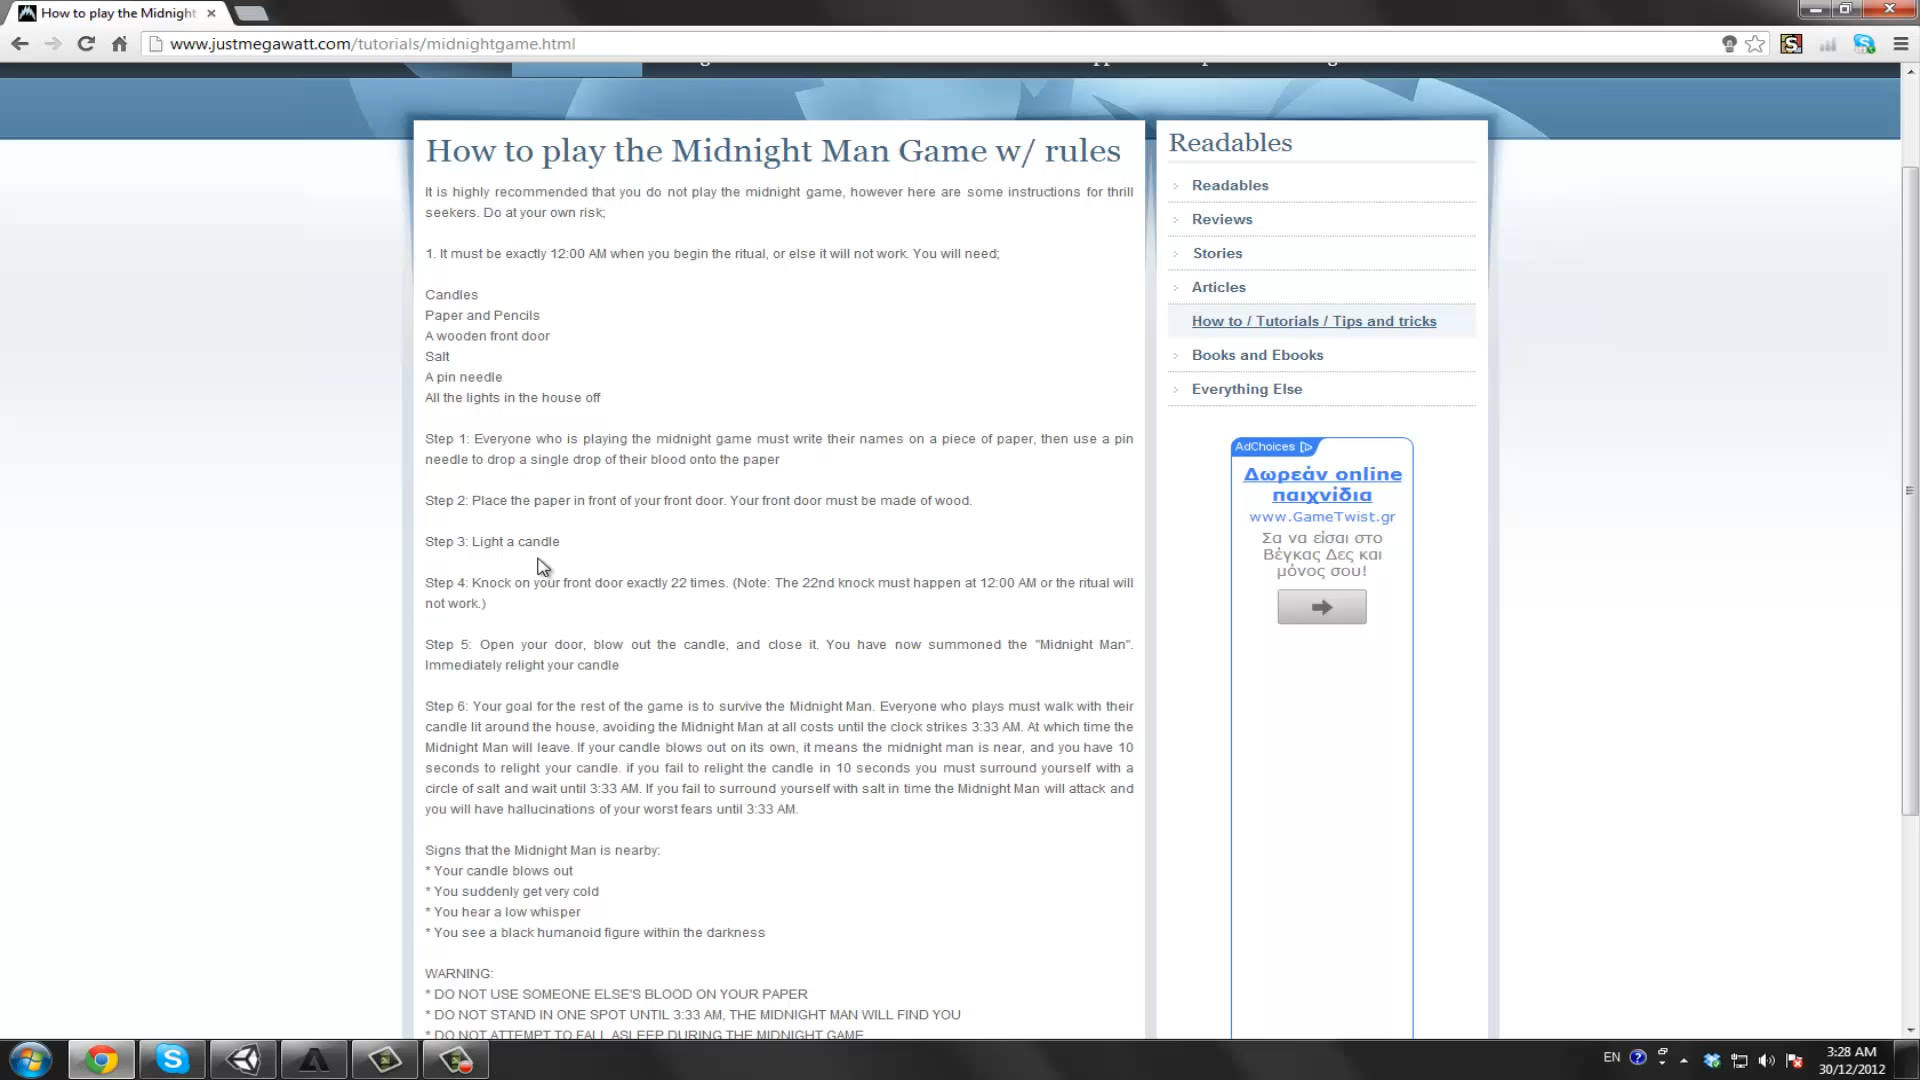 How to play the Midnight
www.justmegawatt.com/tutorials/midnightgame.html
How to play the Midnight Man Game w/ rules
It is highly recommended that you do not play the midnight game, however here are some instructions for thrill
seekers. Do at your own risk;
1. It must be exactly 12:00 AM when you begin the ritual, or else it will not work. You will need;
Candles
Paper and Pencils
A wooden front door
Salt
A pin needle
All the lights in the house off
Step 1: Everyone who is playing the midnight game must write their names on a piece of paper, then use a pin
needle to drop a single drop of their blood onto the paper
Step 2: Place the paper in front of your front door. Your front door must be made of wood.
Step 3: Light a candle
Step 4: Knock on your front door exactly 22 times. (Note: The 22nd knock must happen at 12:00 AM or the ritual will
not work.)
Step 5: Open your door, blow out the candle, and close it. You have now summoned the "Midnight Man".
Immediately relight your candle
Step 6: Your goal for the rest of the game is to survive the Midnight Man. Everyone who plays must walk with their
candle lit around the house, avoiding the Midnight Man at all costs until the clock strikes 3:33 AM. At which time the
Midnight Man will leave. If your candle blows out on its own, it means the midnight man is near, and you have 10
seconds to relight your candle. if you fail to relight the candle in 10 seconds you must surround yourself with a
circle of salt and wait until 3:33 AM. If you fail to surround yourself with salt in time the Midnight Man will attack and
you will have hallucinations of your worst fears until 3:33 AM.
Signs that the Midnight Man is nearby:
* Your candle blows out
* You suddenly get very cold
* You hear a low whisper
* You see a black humanoid figure within the darkness
WARNING:
* DO NOT USE SOMEONE ELSE'S BLOOD ON YOUR PAPER
* DO NOT STAND IN ONE SPOT UNTIL 3:33 AM, THE MIDNIGHT MAN WILL FIND YOU
* DO NOT ATTEMPT TO FALL ASLEEP DURING THE MIDNIGHT GAME
Readables
Readables
Reviews
Stories
Articles
How to / Tutorials / Tips and tricks
Books and Ebooks
Everything Else
AdChoices
Δωρεάν online
παιχνίδια
www.GameTwist.gr
Σα να είσαι στο
Βέγκας Δες και
μόνος σου!
EN
3:28 AM
30/12/2012